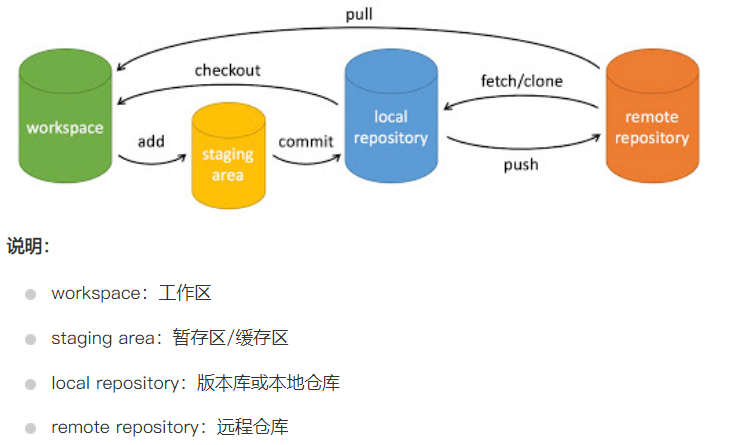 pull
checkout
fetch/clone
workspace
add
staging
area
commit
local
repository
push
remote
repository
说明：
workspace：工作区
staging area：暂存区/缓存区
local repository：版本库或本地仓库
remote repository：远程仓库